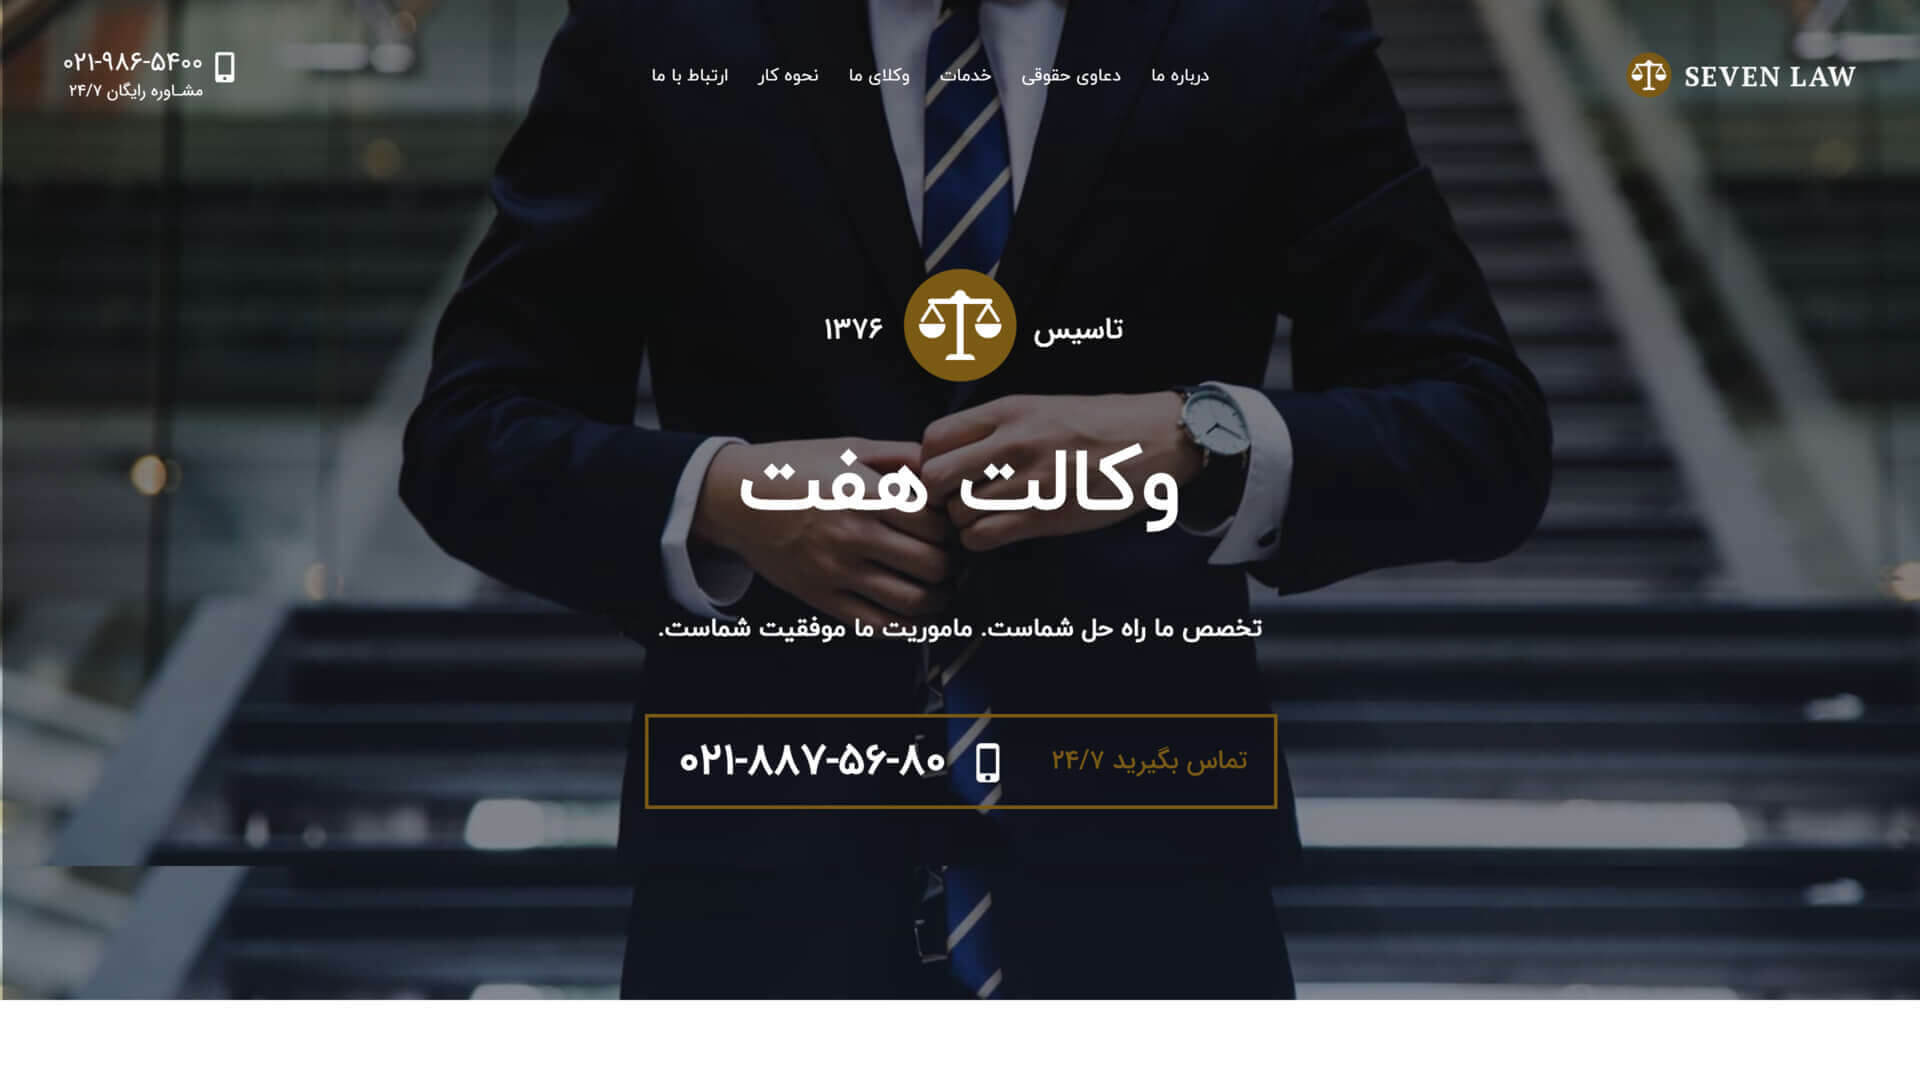 SEVEN LAW
درباره ما
دعاوی حقوقی
خدمات
وکلای ما
نحوه کار
ارتباط با ما
۰۲۱-۹۸۶-۵۴۰۰
مشاوره رایگان ۲۴/۷
تاسیس ۱۳۷۶
وکالت هفت
تخصص ما راه حل شماست. ماموریت ما موفقیت شماست.
تماس بگیرید ۲۴/۷ ۰۲۱-۸۸۷-۵۶-۸۰